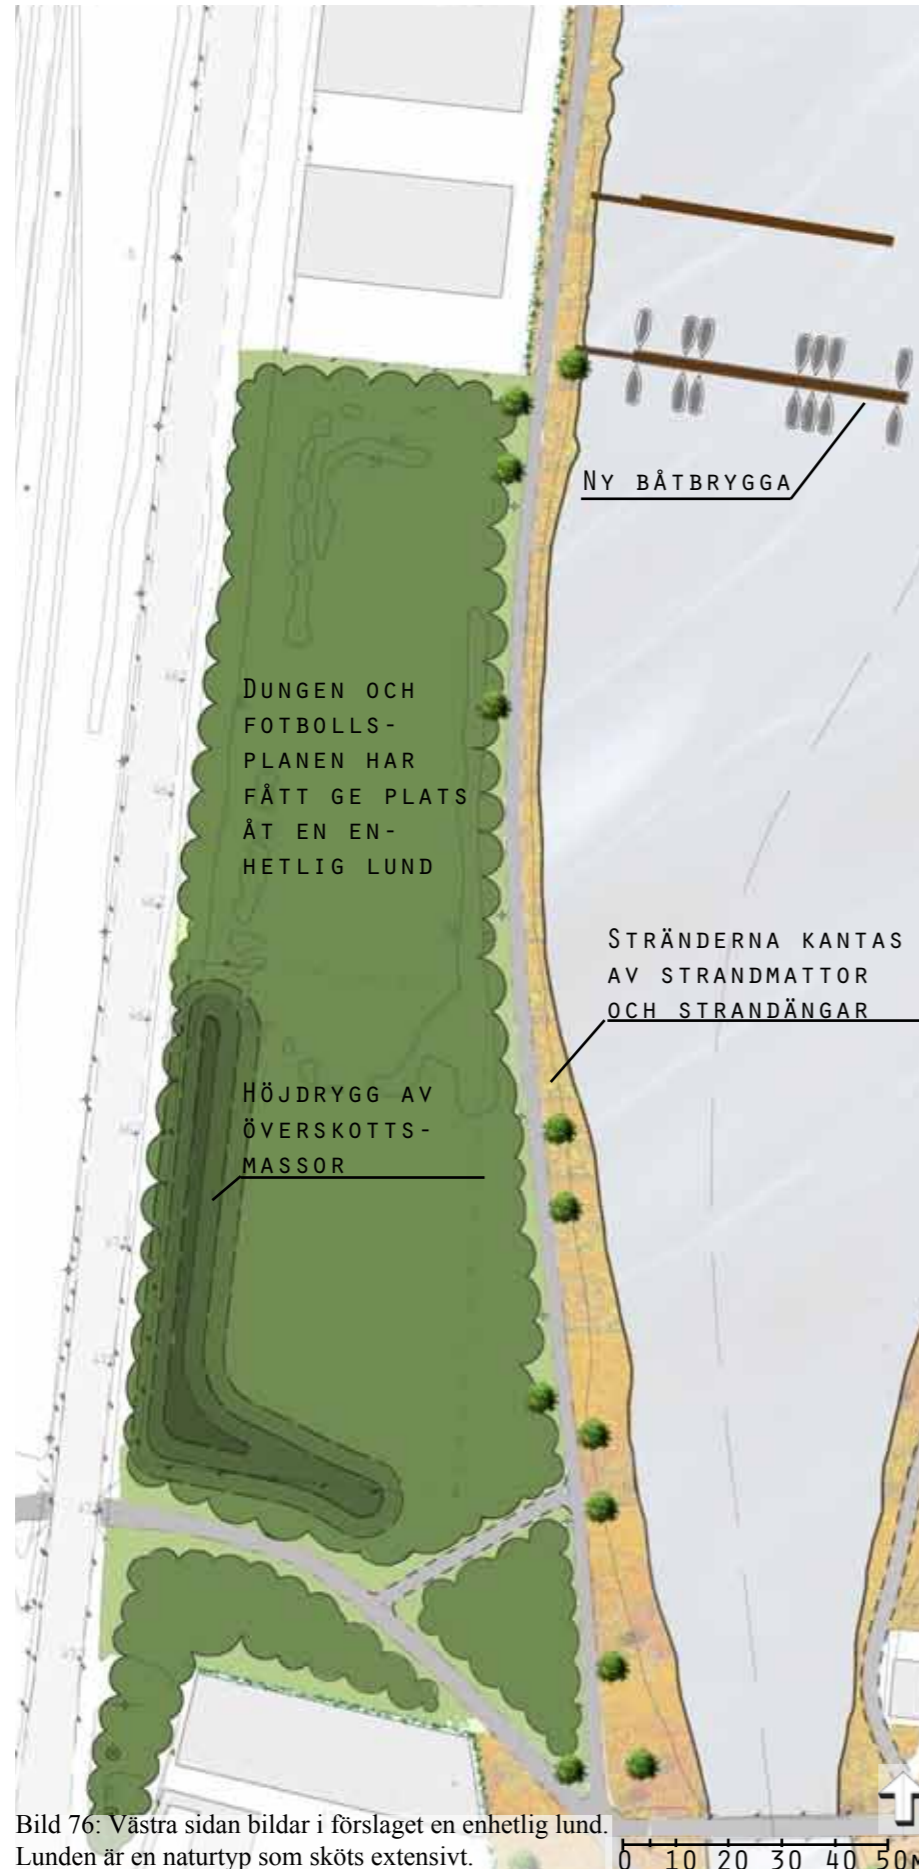 Ny båtbrygga
Dungen och
fotbolls-
planen har
fått ge plats
åt en en-
hetlig lund
Stränderna kantas
av strandmattor
och strandängar
Höjdrygg av
överskotts-
massor
Bild 76: Västra sidan bildar i förslaget en enhetlig lund.
Lunden är en naturtyp som sköts extensivt.
0 10 20 30 40 50m